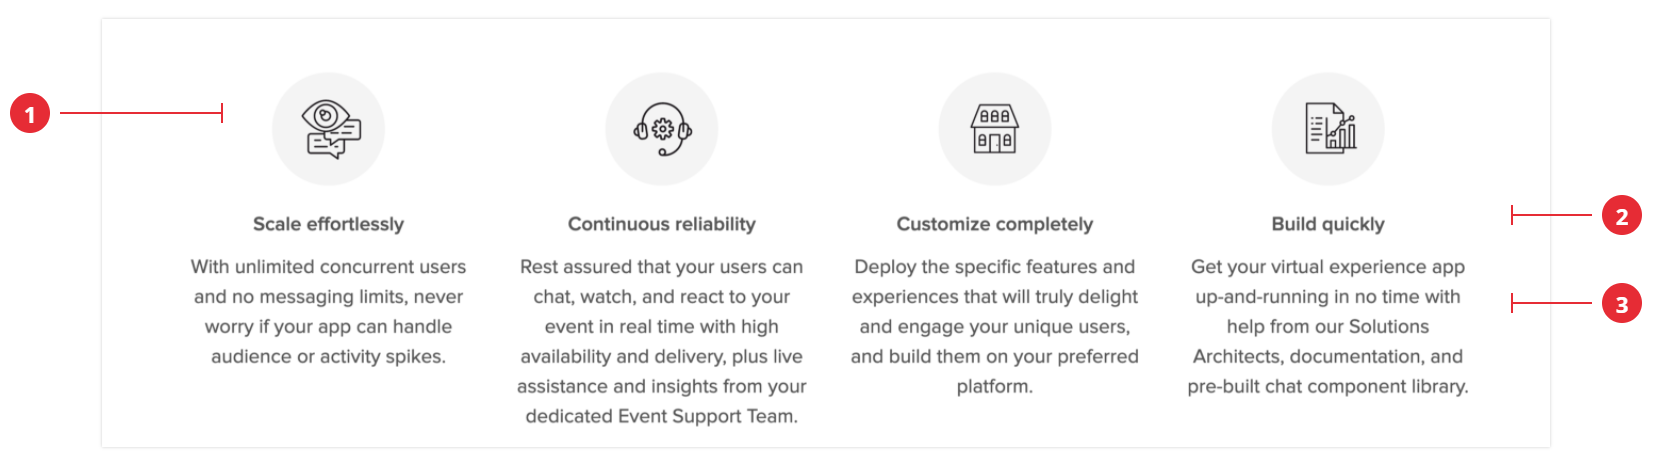 1
Scale effortlessly
With unlimited concurrent users
and no messaging limits, never
worry if your app can handle
audience or activity spikes.
Continuous reliability
Rest assured that your users can
chat, watch, and react to your
event in real time with high
availability and delivery, plus live
assistance and insights from your
dedicated Event Support Team.
Customize completely
Deploy the specific features and
experiences that will truly delight
and engage your unique users,
and build them on your preferred
platform.
Build quickly
Get your virtual experience app
up-and-running in no time with
help from our Solutions
Architects, documentation, and
pre-built chat component library.
2
3